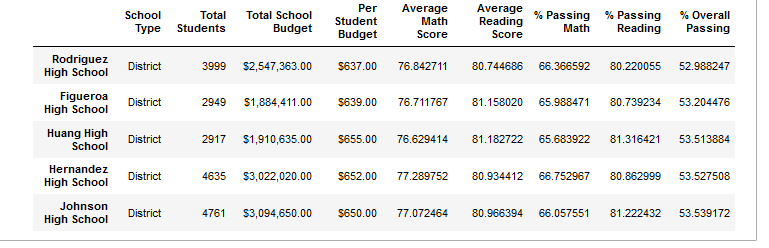 School Type Total Students Total School Budget Per Student Budget Average Math Score Average Reading Score % Passing Math % Passing Reading % Overall Passing
Rodriguez High School District 3999 $2,547,363.00 $637.00 76.842711 80.744686 66.366592 80.220055 52.988247
Figueroa High School District 2949 $1,884,411.00 $639.00 76.711767 81.158020 65.988471 80.739234 53.204476
Huang High School District 2917 $1,910,635.00 $655.00 76.629414 81.182722 65.683922 81.316421 53.513884
Hernandez High School District 4635 $3,022,020.00 $652.00 77.289752 80.934412 66.752967 80.862999 53.527508
Johnson High School District 4761 $3,094,650.00 $650.00 77.072464 80.966394 66.057551 81.222432 53.539172